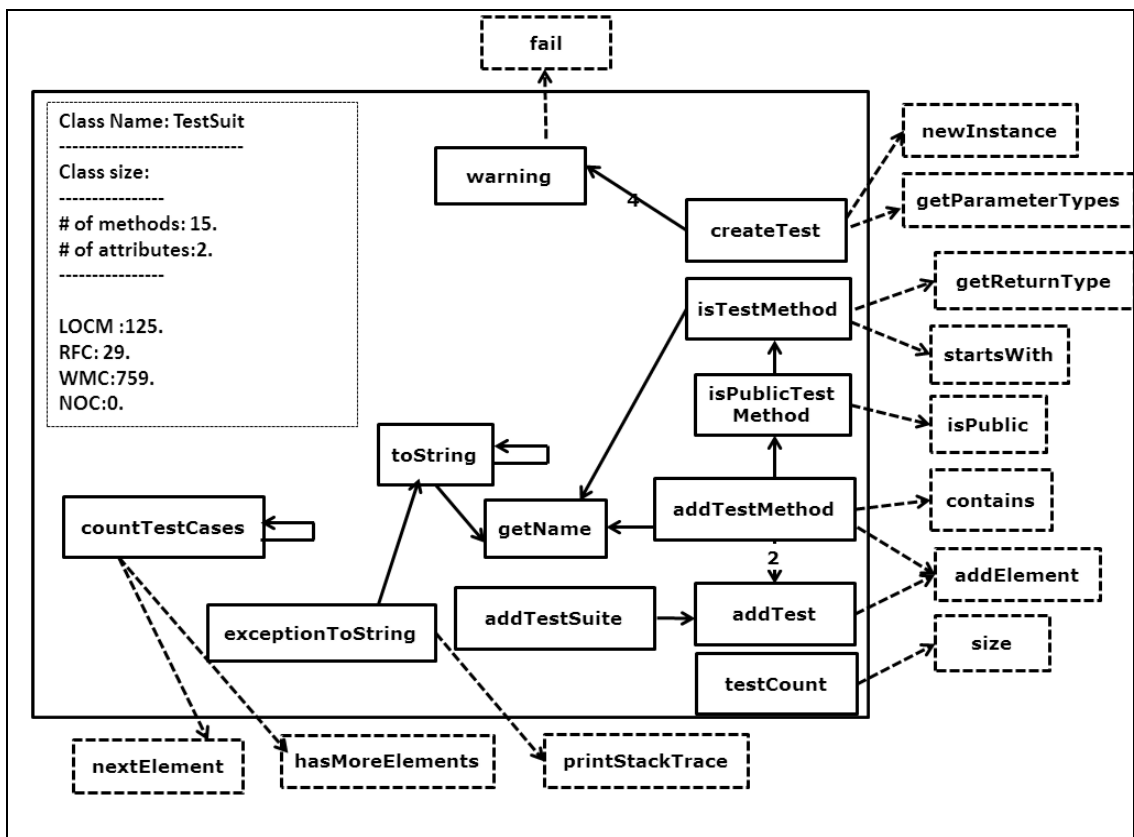 fail
Class Name: TestSuit
----------------------------
Class size:
----------------
# of methods: 15.
# of attributes:2.
----------------
LOCM :125.
RFC: 29.
WMC:759.
NOC:0.
warning
4
createTest
newInstance
getParameterTypes
isTestMethod
getReturnType
startsWith
isPublicTest
Method
isPublic
toString
countTestCases
getName
addTestMethod
contains
2
addElement
exceptionToString
addTestSuite
addTest
size
testCount
nextElement
hasMoreElements
printStackTrace